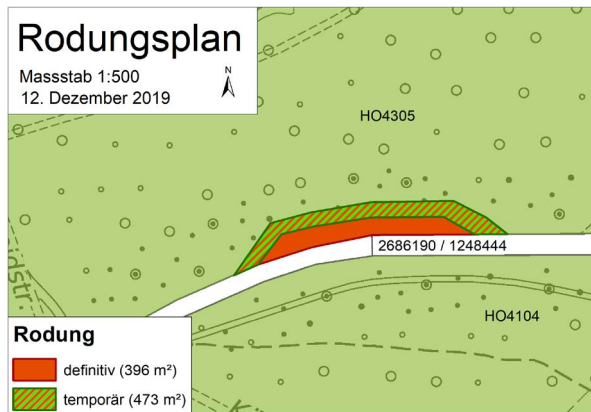 Rodungsplan
Massstab 1:500
12. Dezember 2019
N
HO4305
2686190 / 1248444
HO4104
Rodung
definitiv (396 m²)
temporär (473 m²)